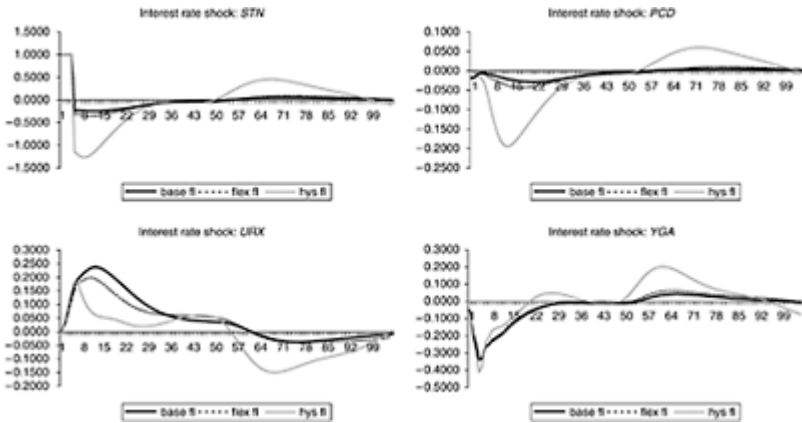 Interest rate shock: STN
1.5000
1.0000
0.5000
0.0000
−0.5000
−1.0000
−1.5000
1 8 15 22 29 36 43 50 57 64 71 78 85 92 99
base fl flex fl hys fl
Interest rate shock: PCD
0.1000
0.0500
0.0000
−0.0500
−0.1000
−0.1500
−0.2000
−0.2500
1 8 15 22 29 36 43 50 57 64 71 78 85 92 99
base fl flex fl hys fl
Interest rate shock: URX
0.3000
0.2500
0.2000
0.1500
0.1000
0.0500
0.0000
−0.0500
−0.1000
−0.1500
−0.2000
1 8 15 22 29 36 43 50 57 64 71 78 85 92 99
base fl flex fl hys fl
Interest rate shock: YGA
0.3000
0.2000
0.1000
0.0000
−0.1000
−0.2000
−0.3000
−0.4000
−0.5000
1 8 15 22 29 36 43 50 57 64 71 78 85 92 99
base fl flex fl hys fl